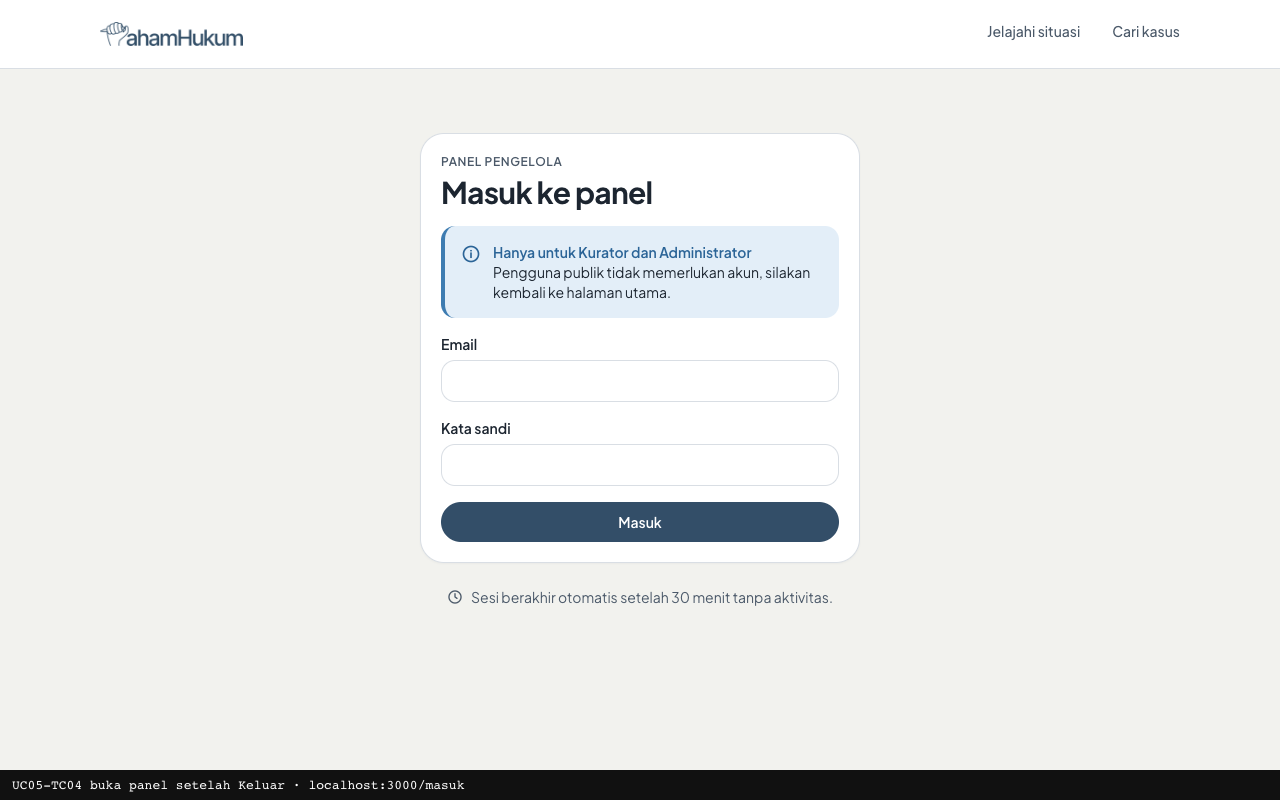 ahamHukum
Jelajahi situasi
Cari kasus
PANEL PENGELOLA
Masuk ke panel
Hanya untuk Kurator dan Administrator
Pengguna publik tidak memerlukan akun, silakan
kembali ke halaman utama.
Email
Kata sandi
Masuk
Sesi berakhir otomatis setelah 30 menit tanpa aktivitas.
UC05-TC04 buka panel setelah Keluar · localhost:3000/masuk